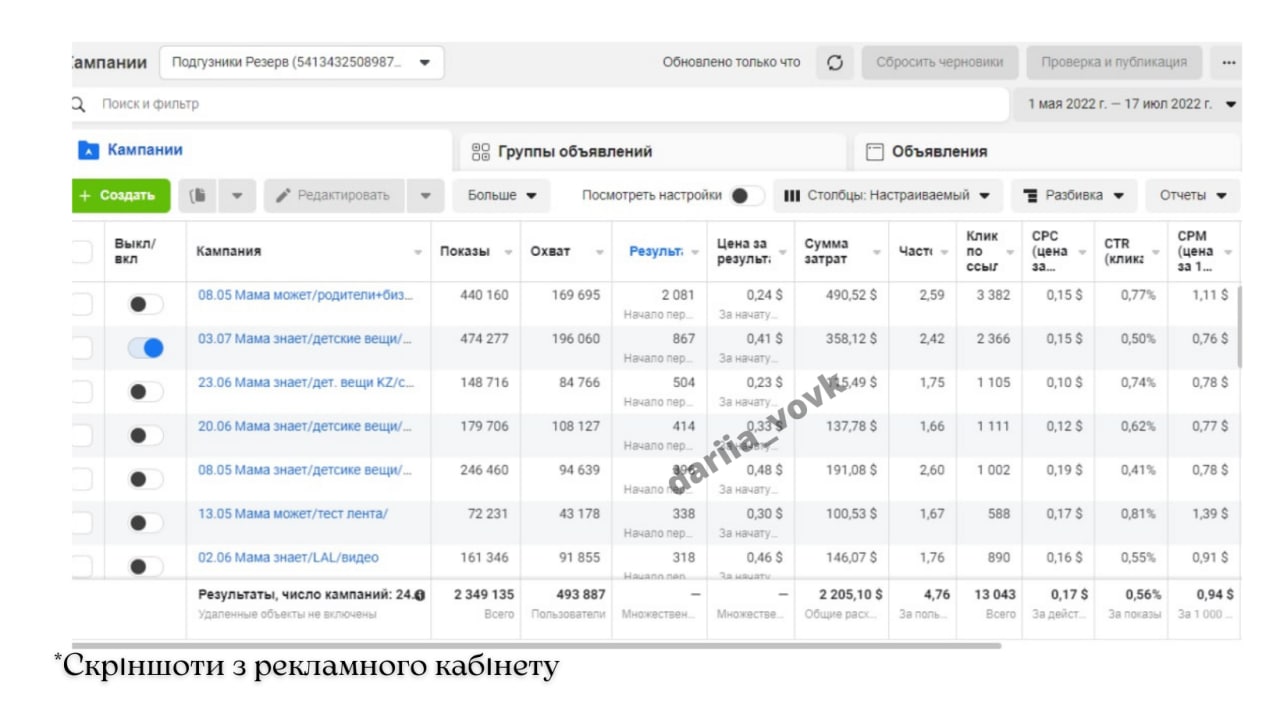 Кампании Подгузники Резерв (5413432508987... Обновлено только что Сбросить черновики Проверка и публикация ...
Поиск и фильтр 1 мая 2022 г. — 17 июл 2022 г.
Кампании Группы объявлений Объявления
+ Создать Редактировать Больше Посмотреть настройки Столбцы: Настраиваемый Разбивка Отчеты
Выкл/ Клик CPC CPM
вкл Кампания Показы Охват Результ: Цена за Сумма Часто по (цена CTR (цена
результ: затрат ссыл за... (клика за 1...
08.05 Мама может/родители+биз... 440 160 169 695 2 081 0,24 $ 490,52 $ 2,59 3 382 0,15 $ 0,77% 1,11 $
Начало пер... За начату...
03.07 Мама знает/детские вещи/... 474 277 196 060 867 0,41 $ 358,12 $ 2,42 2 366 0,15 $ 0,50% 0,76 $
Начало пер... За начату...
23.06 Мама знает/дет. вещи KZ/с... 148 716 84 766 504 0,23 $ 115,49 $ 1,75 1 105 0,10 $ 0,74% 0,78 $
Начало пер... За начату...
20.06 Мама знает/детсике вещи/... 179 706 108 127 414 0,33 $ 137,78 $ 1,66 1 111 0,12 $ 0,62% 0,77 $
Начало пер... За начату...
08.05 Мама знает/детсике вещи/... 246 460 94 639 396 0,48 $ 191,08 $ 2,60 1 002 0,19 $ 0,41% 0,78 $
Начало пер... За начату...
13.05 Мама может/тест лента/ 72 231 43 178 338 0,30 $ 100,53 $ 1,67 588 0,17 $ 0,81% 1,39 $
Начало пер... За начату...
02.06 Мама знает/LAL/видео 161 346 91 855 318 0,46 $ 146,07 $ 1,76 890 0,16 $ 0,55% 0,91 $
Начало пер... За начату...
Результаты, число кампаний: 24. 2 349 135 493 887 — — 2 205,10 $ 4,76 13 043 0,17 $ 0,56% 0,94 $
Удаленные объекты не включены Всего Пользователи Множествен... Множестве... Общие расх... За поль... Всего За дейст... За показы За 1 000 ...
dariia_vovk
*Скріншоти з рекламного кабінету